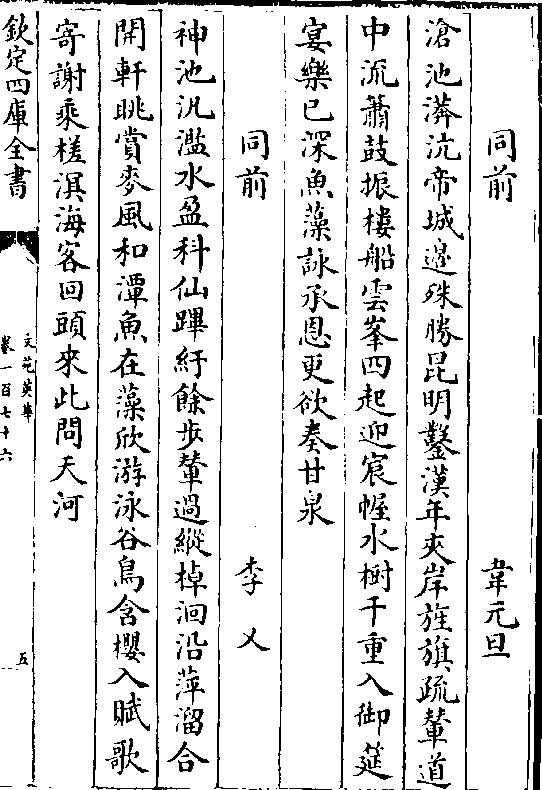 同前　韋元旦
滄池漭沆帝城邉殊勝昆明鑿漢年夾岸旌旗疏輦道
中流蕭鼓振樓船雲峯四起迎宸幄水樹千重入御筵
宴樂已深魚藻詠承恩更欲奏甘泉
同前　李乂
神池汎濫水盈科仙蹕紆餘步輦過縱棹洄沿萍溜合
開軒眺賞麥風和潭魚在藻欣游泳谷鳥含櫻入賦歌
寄謝乘槎溟海客回頭來此問天河
欽定四庫全書
文苑英華
卷一百七十六
五